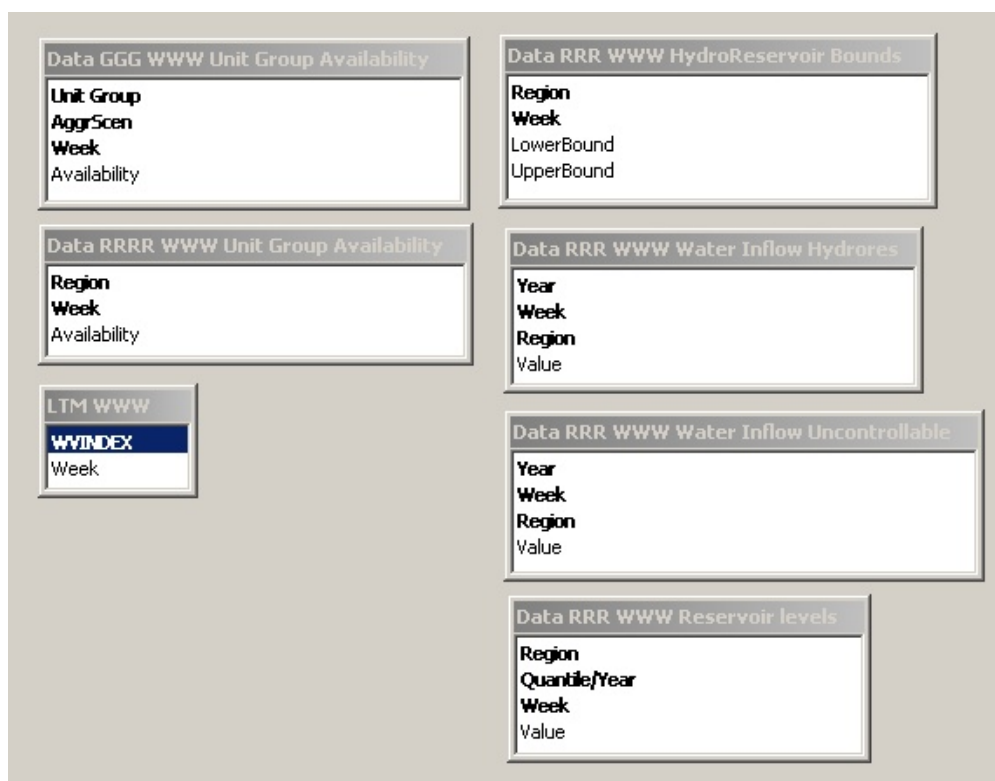 Data GGG WWW Unit Group Availability
Unit Group
AggrScen
Week
Availability
Data RRRR WWW Unit Group Availability
Region
Week
Availability
LTM WWW
WVINDEX
Week
Data RRR WWW HydroReservoir Bounds
Region
Week
LowerBound
UpperBound
Data RRR WWW Water Inflow Hydrores
Year
Week
Region
Value
Data RRR WWW Water Inflow Uncontrollable
Year
Week
Region
Value
Data RRR WWW Reservoir levels
Region
Quantile/Year
Week
Value